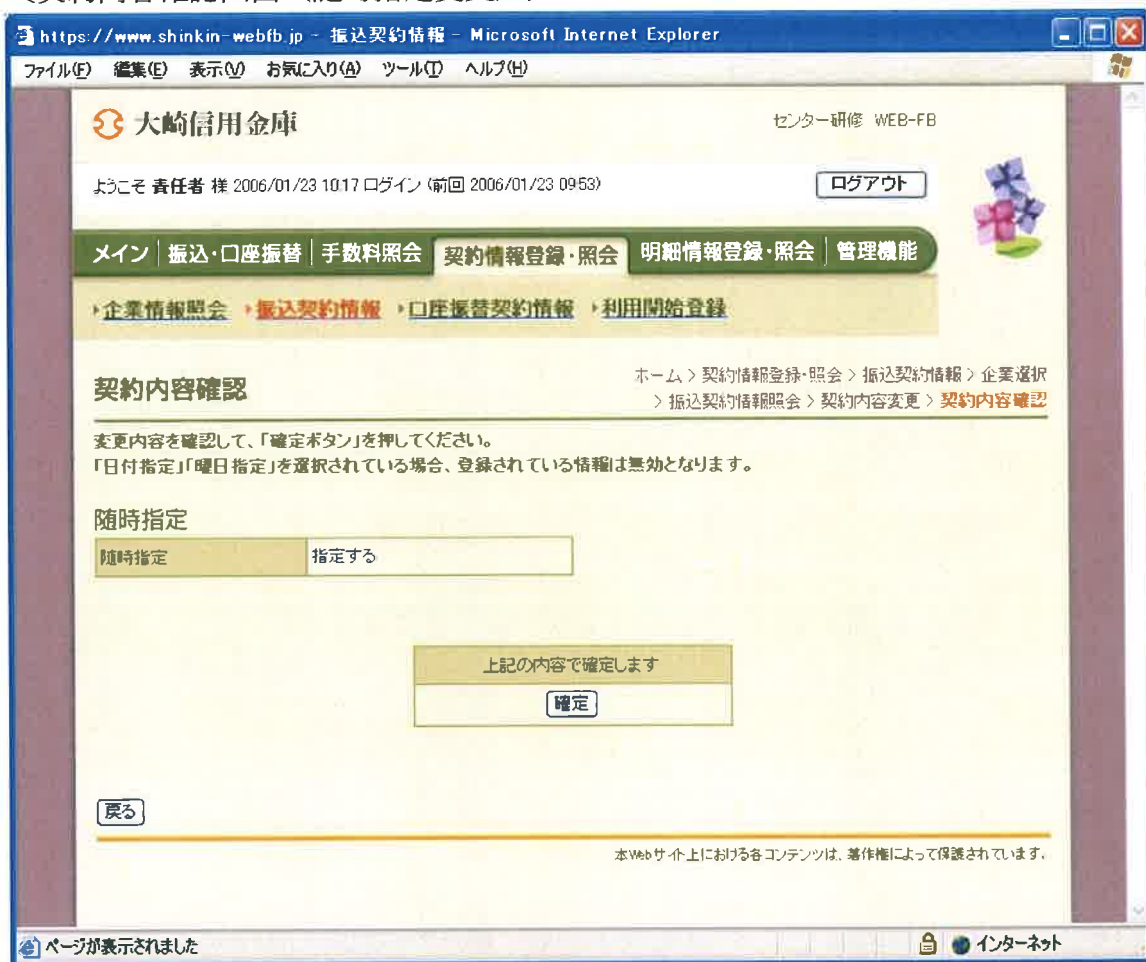 https://www.shinkin-webfb.jp - 振込契約情報 - Microsoft Internet Explorer
ファイル(F) 編集(E) 表示(V) お気に入り(A) ツール(T) ヘルプ(H)
大崎信用金庫
センター研修 WEB-FB
ようこそ 責任者 様 2006/01/23 10:17 ログイン (前回 2006/01/23 09:53)
ログアウト
メイン 振込・口座振替 手数料照会 契約情報登録・照会 明細情報登録・照会 管理機能
企業情報照会 振込契約情報 口座振替契約情報 利用開始登録
契約内容確認
ホーム > 契約情報登録・照会 > 振込契約情報 > 企業選択
> 振込契約情報照会 > 契約内容変更 > 契約内容確認
変更内容を確認して、「確定ボタン」を押してください。
「日付指定」「曜日指定」を選択されている場合、登録されている情報は無効となります。
随時指定
随時指定 指定する
上記の内容で確定します
確定
戻る
本Webサイト上における各コンテンツは、著作権によって保護されています。
ページが表示されました
インターネット